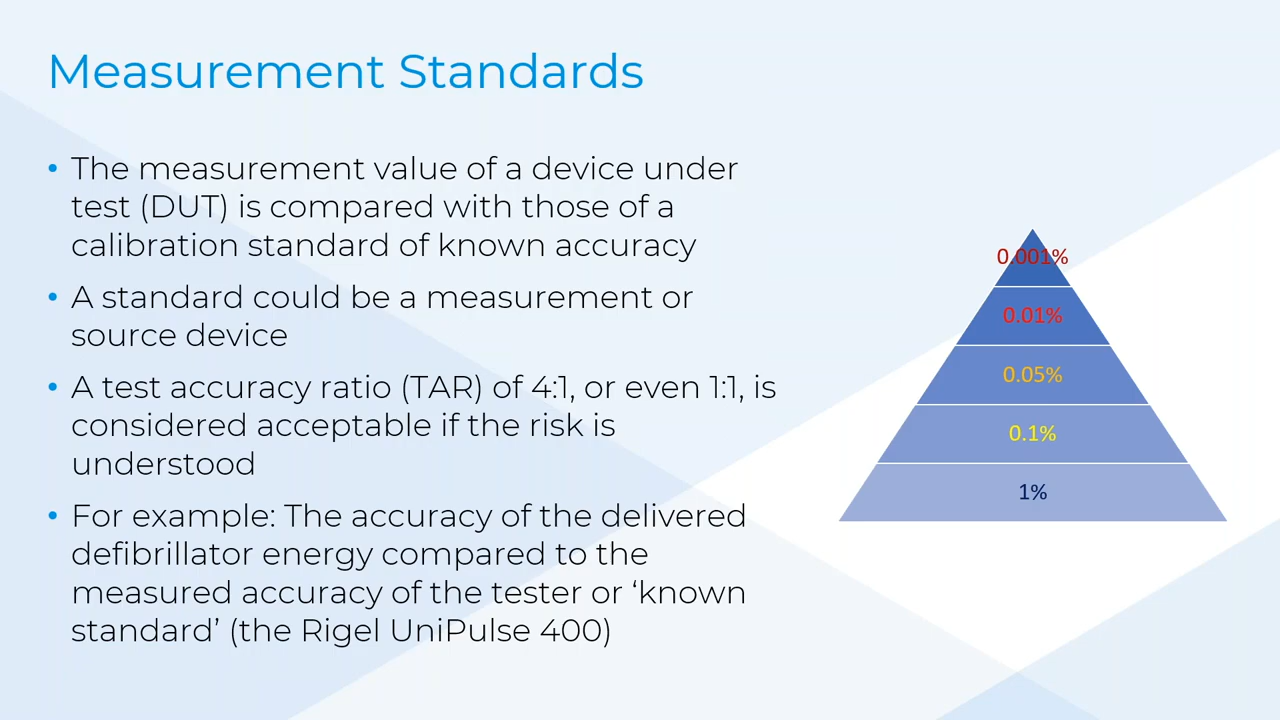 Measurement Standards
• The measurement value of a device under
test (DUT) is compared with those of a
calibration standard of known accuracy
• A standard could be a measurement or
source device
• A test accuracy ratio (TAR) of 4:1, or even 1:1, is
considered acceptable if the risk is
understood
• For example: The accuracy of the delivered
defibrillator energy compared to the
measured accuracy of the tester or ‘known
standard’ (the Rigel UniPulse 400)
0.001%
0.01%
0.05%
0.1%
1%